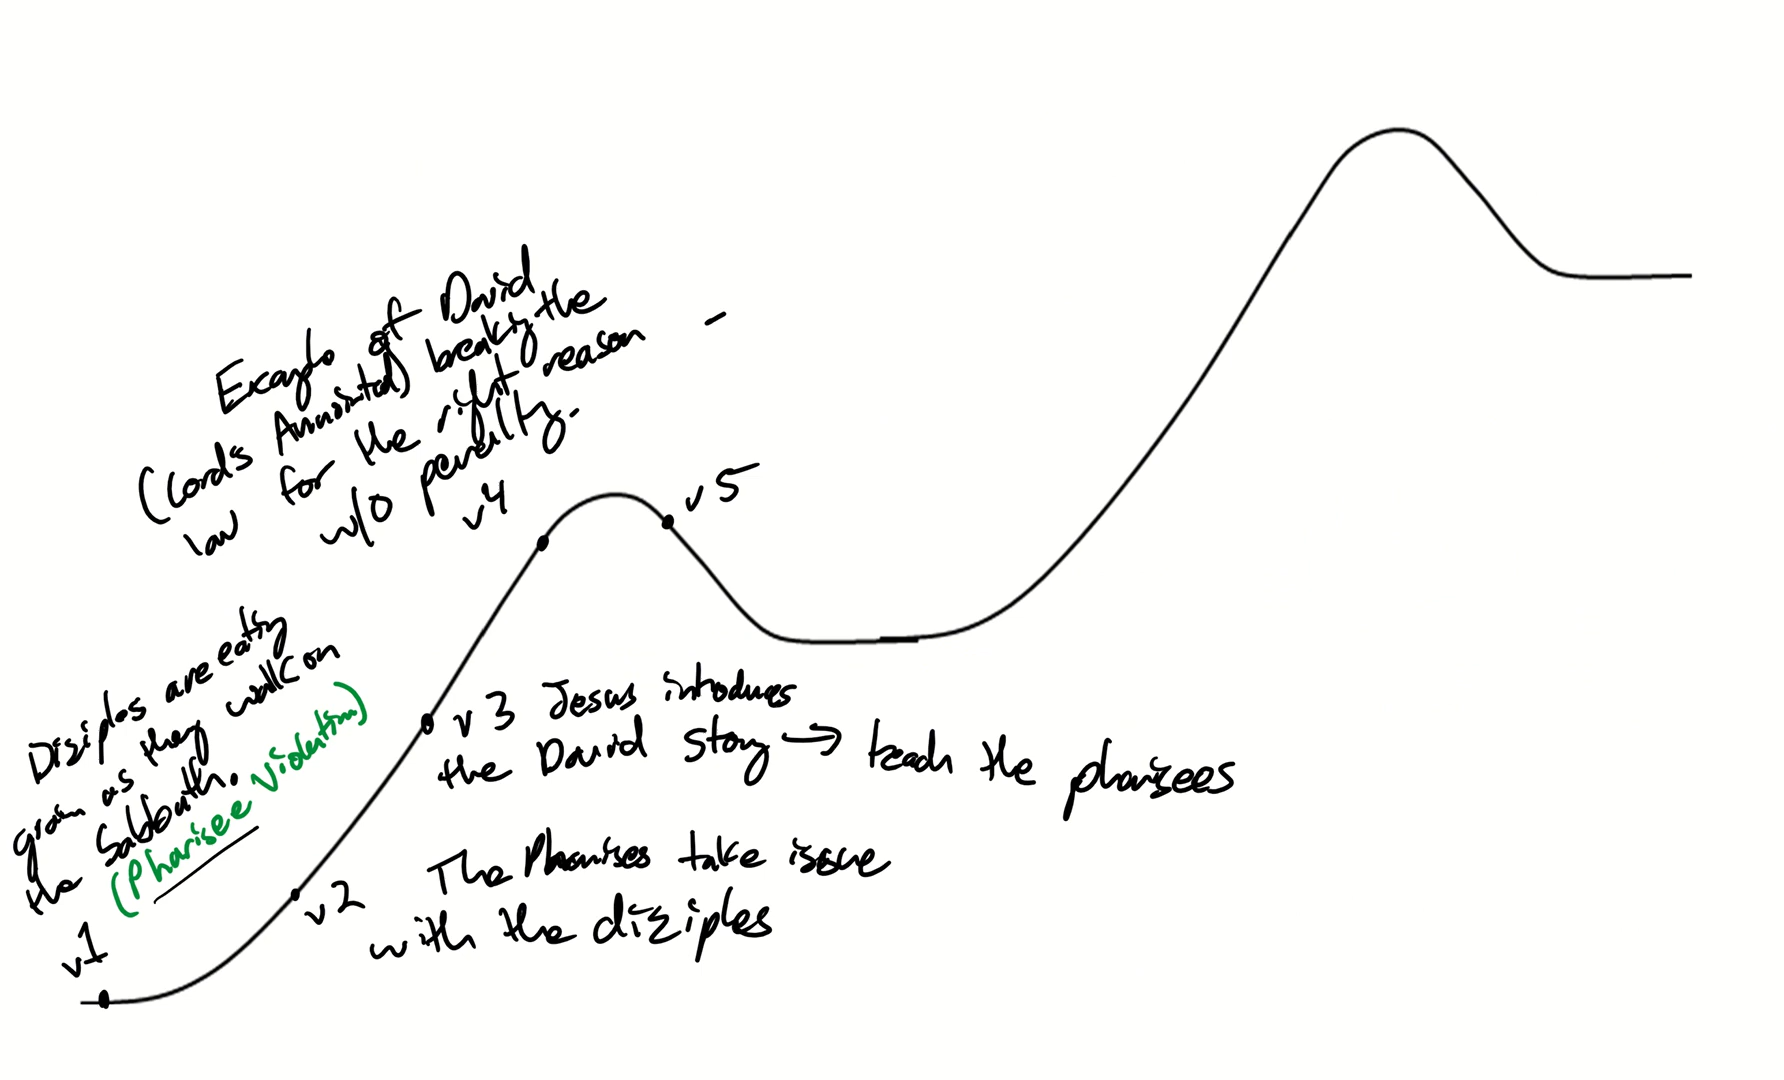 Example of David
(Lords Annointed) breaking the
law for the right reason
w/o penalty.
v4
v5
Disiples are eating
grain as they walk on
the Sabbath.
(Pharisee violation)
v1
v3 Jesus introduces
the David story → teach the pharisees
v2 The Pharises take issue
with the disiples